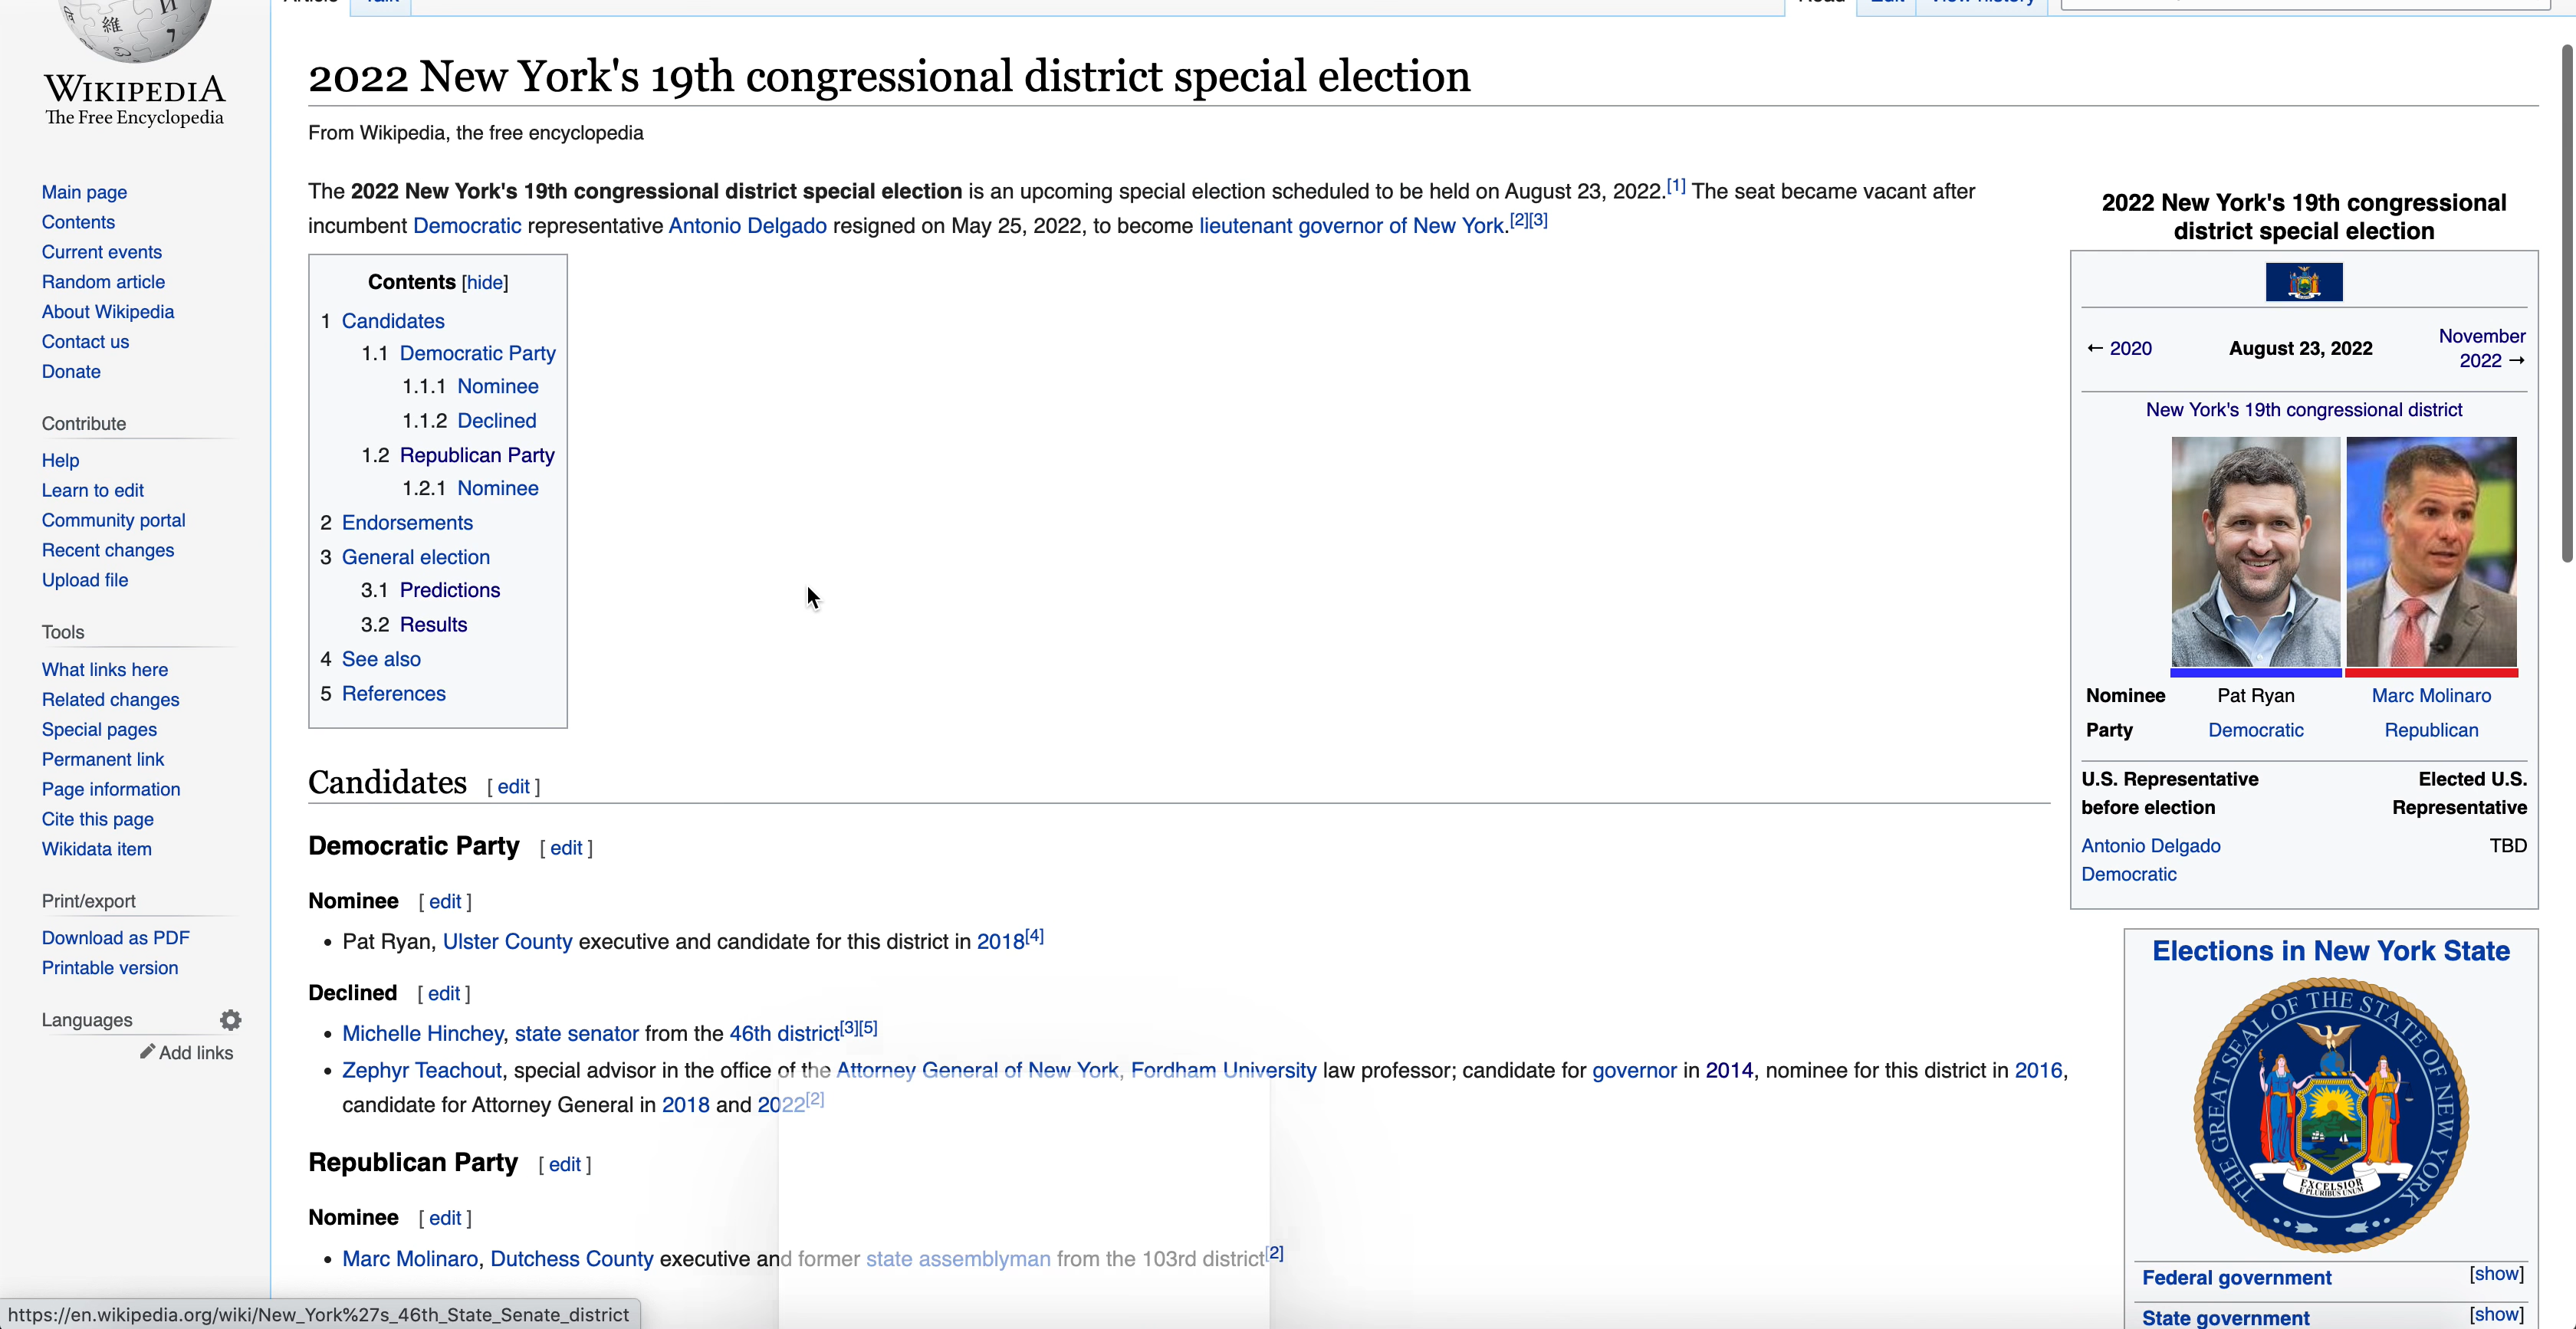 Read Edit View history
WIKIPEDIA
The Free Encyclopedia
Main page
Contents
Current events
Random article
About Wikipedia
Contact us
Donate
Contribute
Help
Learn to edit
Community portal
Recent changes
Upload file
Tools
What links here
Related changes
Special pages
Permanent link
Page information
Cite this page
Wikidata item
Print/export
Download as PDF
Printable version
Languages
Add links
2022 New York's 19th congressional district special election
From Wikipedia, the free encyclopedia
The 2022 New York's 19th congressional district special election is an upcoming special election scheduled to be held on August 23, 2022.[1] The seat became vacant after
incumbent Democratic representative Antonio Delgado resigned on May 25, 2022, to become lieutenant governor of New York.[2][3]
Contents [hide]
1 Candidates
1.1 Democratic Party
1.1.1 Nominee
1.1.2 Declined
1.2 Republican Party
1.2.1 Nominee
2 Endorsements
3 General election
3.1 Predictions
3.2 Results
4 See also
5 References
Candidates [ edit ]
Democratic Party [ edit ]
Nominee [ edit ]
• Pat Ryan, Ulster County executive and candidate for this district in 2018[4]
Declined [ edit ]
• Michelle Hinchey, state senator from the 46th district[3][5]
• Zephyr Teachout, special advisor in the office of the Attorney General of New York, Fordham University law professor; candidate for governor in 2014, nominee for this district in 2016,
candidate for Attorney General in 2018 and 2022[2]
Republican Party [ edit ]
Nominee [ edit ]
• Marc Molinaro, Dutchess County executive and former state assemblyman from the 103rd district[2]
2022 New York's 19th congressional
district special election
← 2020 August 23, 2022 November
2022 →
New York's 19th congressional district
Nominee Pat Ryan Marc Molinaro
Party Democratic Republican
U.S. Representative
before election
Elected U.S.
Representative
Antonio Delgado
Democratic
TBD
Elections in New York State
THE GREAT SEAL OF THE STATE OF NEW YORK
EXCELSIOR
E PLURIBUS UNUM
Federal government [show]
State government [show]
https://en.wikipedia.org/wiki/New_York%27s_46th_State_Senate_district